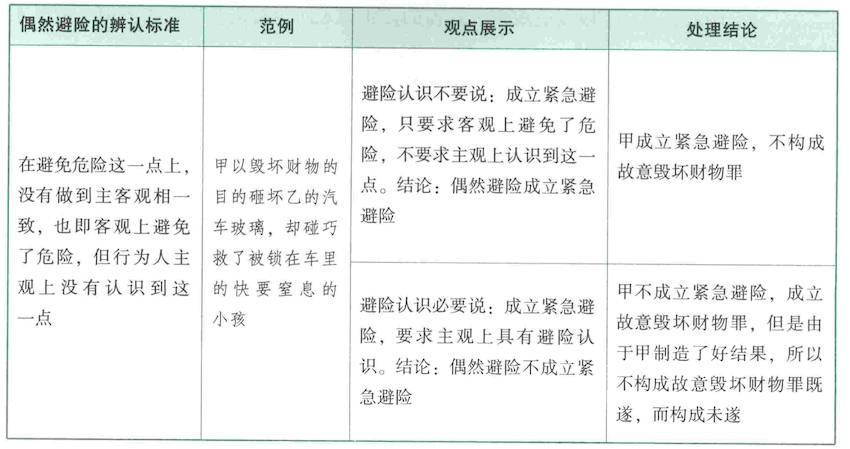 偶然避险的辨认标准
范例
观点展示
处理结论
在避免危险这一点上，
没有做到主客观相一
致，也即客观上避免
了危险，但行为人主
观上没有认识到这
一点
甲以毁坏财物的
目的砸坏乙的汽
车玻璃，却碰巧
救了被锁在车里
的快要窒息的
小孩
避险认识不要说：成立紧急避
险，只要求客观上避免了危
险，不要求主观上认识到这一
点。结论：偶然避险成立紧急
避险
甲成立紧急避险，不构成
故意毁坏财物罪
避险认识必要说：成立紧急避
险，要求主观上具有避险认
识。结论：偶然避险不成立紧
急避险
甲不成立紧急避险，成立
故意毁坏财物罪，但是由
于甲制造了好结果，所以
不构成故意毁坏财物罪既
遂，而构成未遂